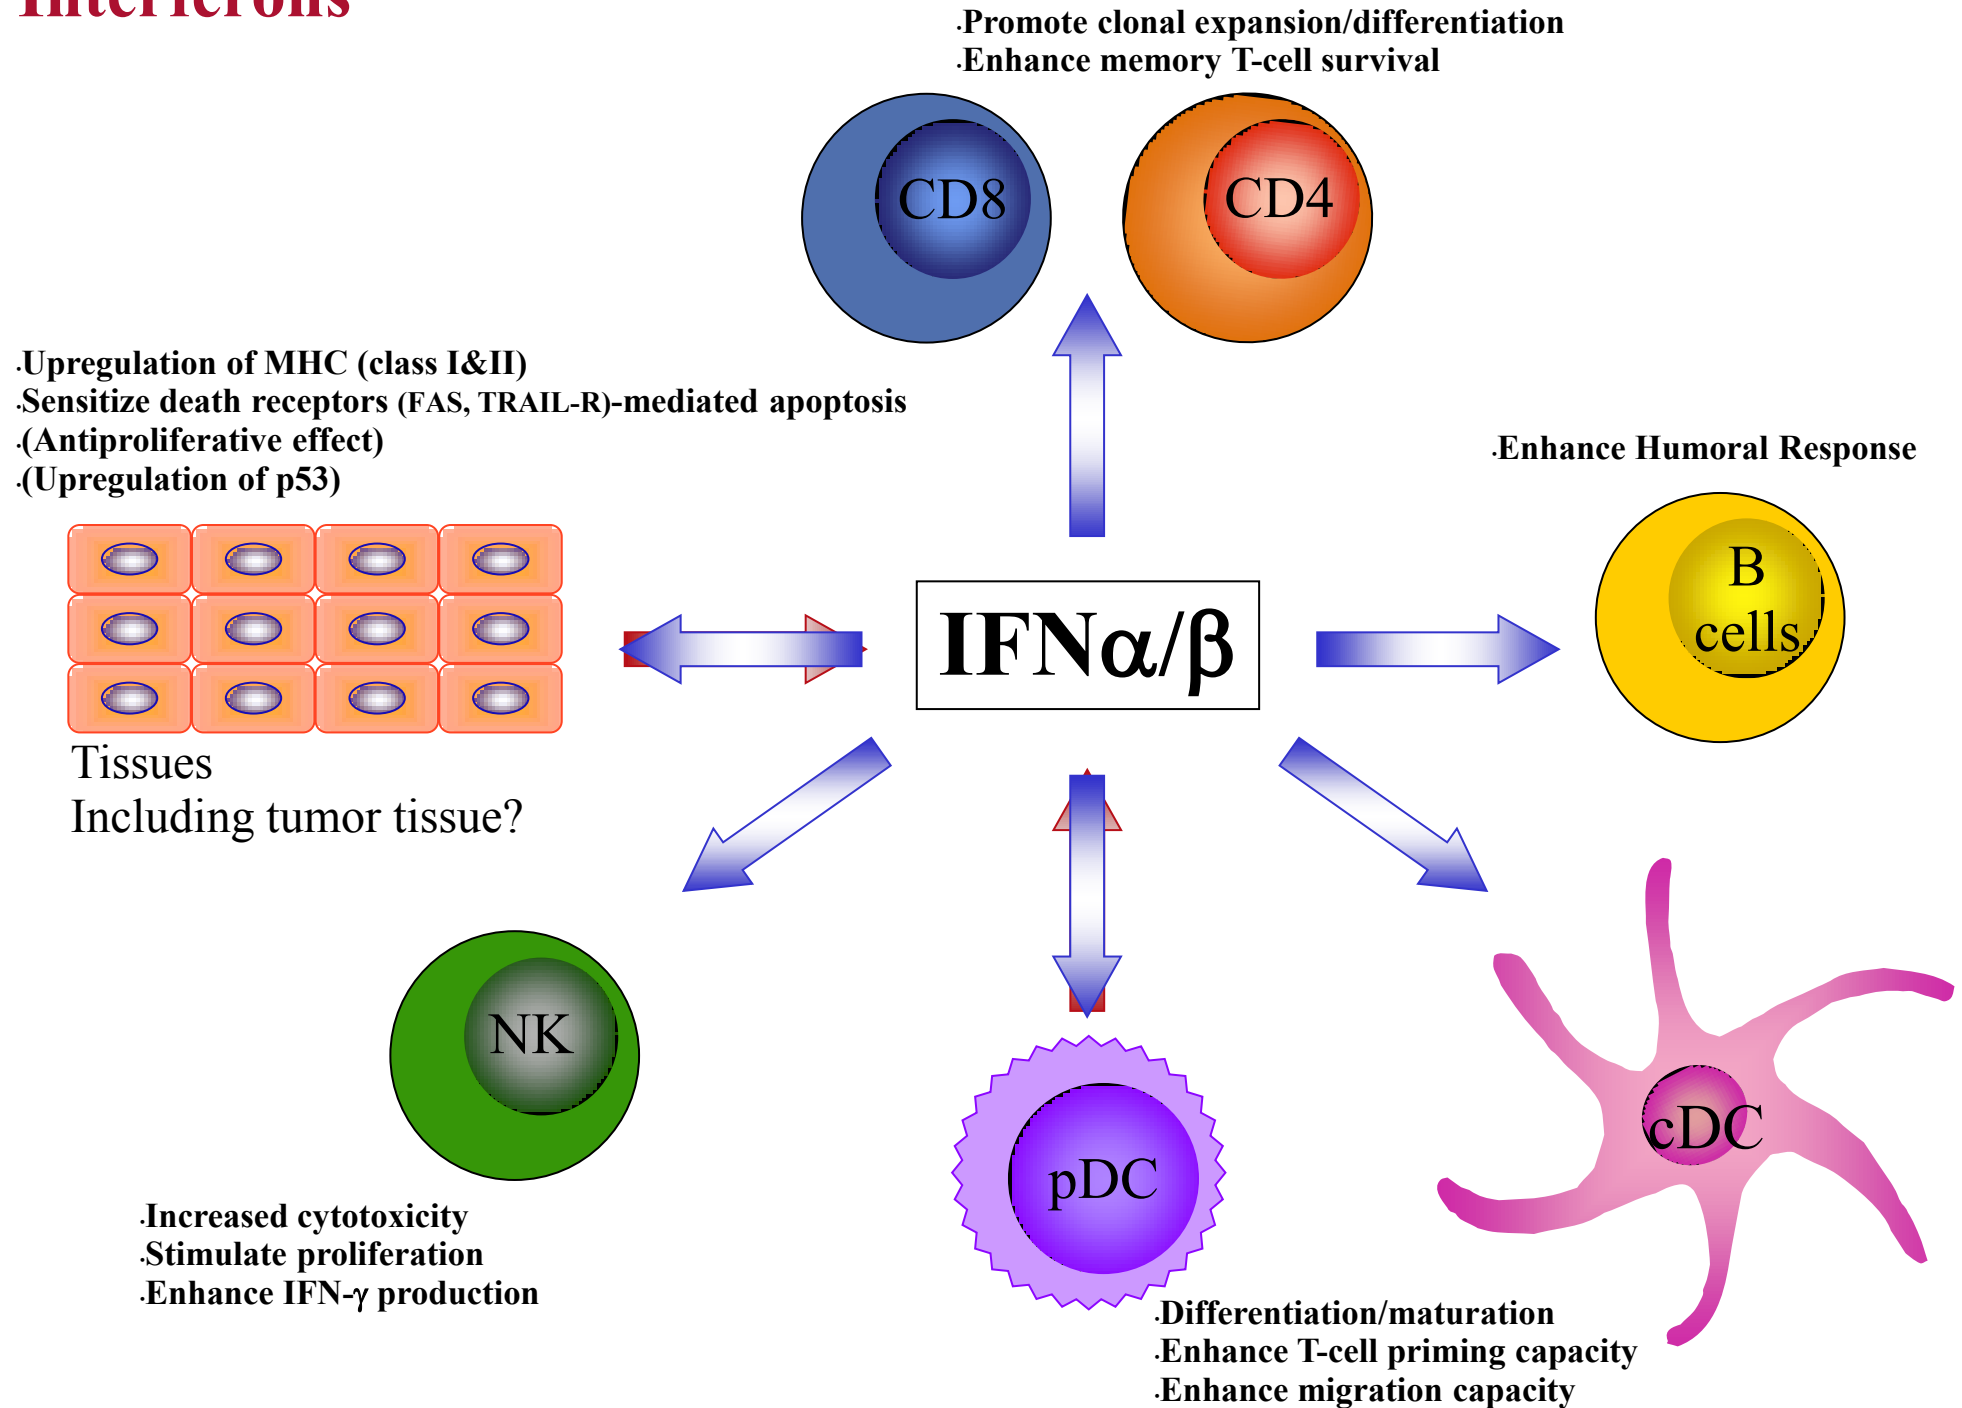 Interferons
.Promote clonal expansion/differentiation
.Enhance memory T-cell survival
CD8
CD4
.Upregulation of MHC (class I&II)
.Sensitize death receptors (FAS, TRAIL-R)-mediated apoptosis
.(Antiproliferative effect)
.(Upregulation of p53)
.Enhance Humoral Response
B
cells
IFNα/β
Tissues
Including tumor tissue?
NK
pDC
cDC
.Increased cytotoxicity
.Stimulate proliferation
.Enhance IFN-γ production
.Differentiation/maturation
.Enhance T-cell priming capacity
.Enhance migration capacity